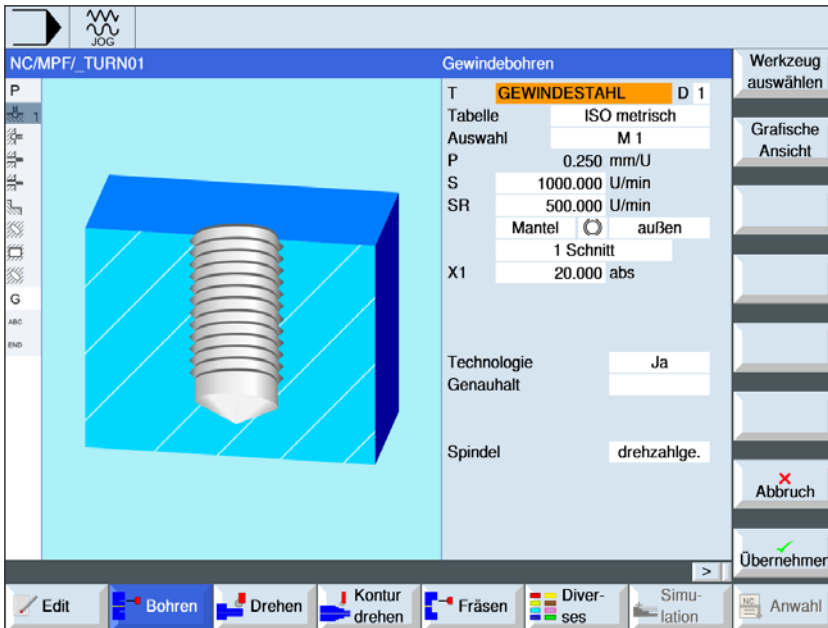 JOG
NC/MPF/_TURN01
Gewindebohren
P
1
G
ABC
END
T GEWINDESTAHL D 1
Tabelle ISO metrisch
Auswahl M 1
P 0.250 mm/U
S 1000.000 U/min
SR 500.000 U/min
Mantel außen
1 Schnitt
X1 20.000 abs
Technologie Ja
Genauhalt
Spindel drehzahlge.
>
Werkzeug
auswählen
Grafische
Ansicht
Abbruch
Übernehmen
Edit
Bohren
Drehen
Kontur
drehen
Fräsen
Diver-
ses
Simu-
lation
NC
Anwahl